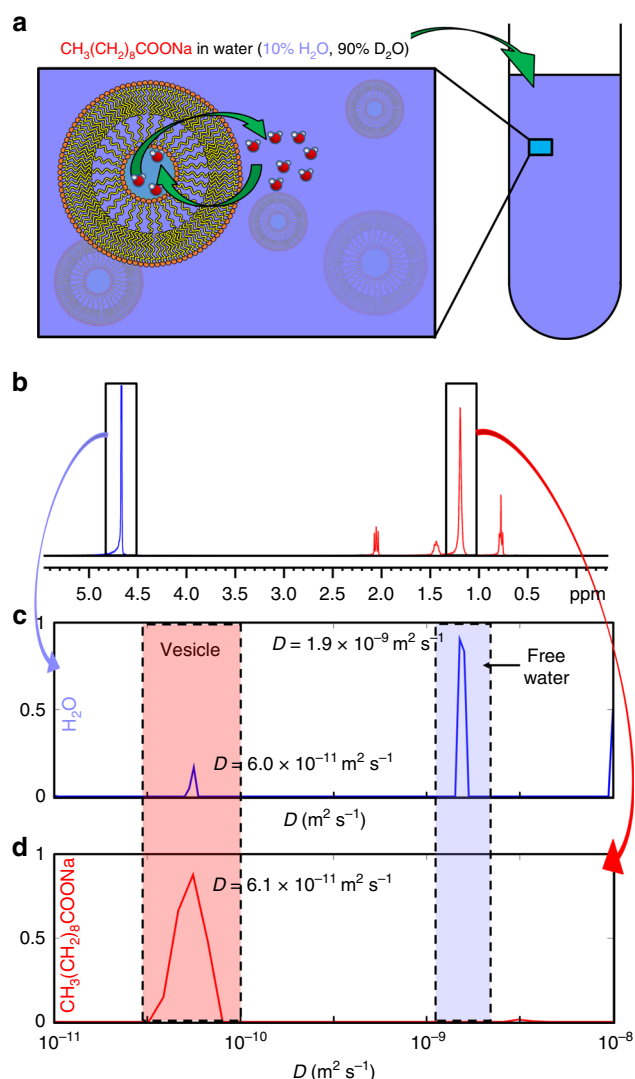 a
CH₃(CH₂)₈COONa in water (10% H₂O, 90% D₂O)
b
5.0 4.5 4.0 3.5 3.0 2.5 2.0 1.5 1.0 0.5 ppm
c
1
Vesicle
D = 1.9 × 10⁻⁹ m² s⁻¹
Free
water
H₂O
0.5
D = 6.0 × 10⁻¹¹ m² s⁻¹
0
D (m² s⁻¹)
d
1
D = 6.1 × 10⁻¹¹ m² s⁻¹
CH₃(CH₂)₈COONa
0.5
0
10⁻¹¹ 10⁻¹⁰ 10⁻⁹ 10⁻⁸
D (m² s⁻¹)